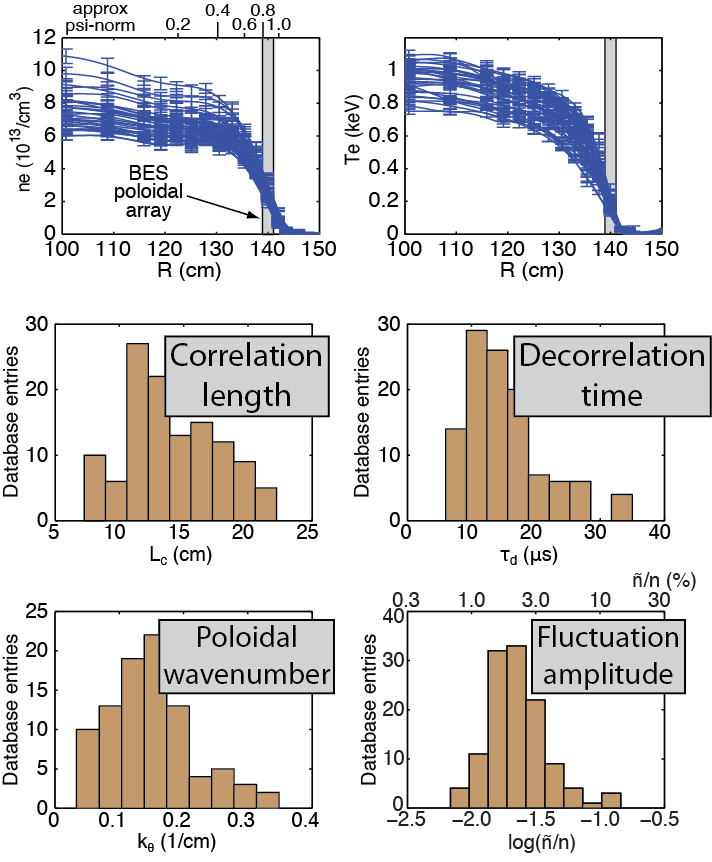 approx
psi-norm
0.2
0.4
0.6
0.8
1.0
ne (10^13/cm^3)
12
10
8
6
4
2
0
BES
poloidal
array
100 110 120 130 140 150
R (cm)
Te (keV)
1
0.8
0.6
0.4
0.2
0
100 110 120 130 140 150
R (cm)
Database entries
30
20
10
0
Correlation
length
5 10 15 20 25
L_c (cm)
Database entries
30
20
10
0
Decorrelation
time
0 10 20 30 40
τ_d (μs)
Database entries
25
20
15
10
5
0
Poloidal
wavenumber
0 0.1 0.2 0.3 0.4
k_θ (1/cm)
ñ/n (%)
0.3 1.0 3.0 10 30
Database entries
40
30
20
10
0
Fluctuation
amplitude
−2.5 −2.0 −1.5 −1.0 −0.5
log(ñ/n)